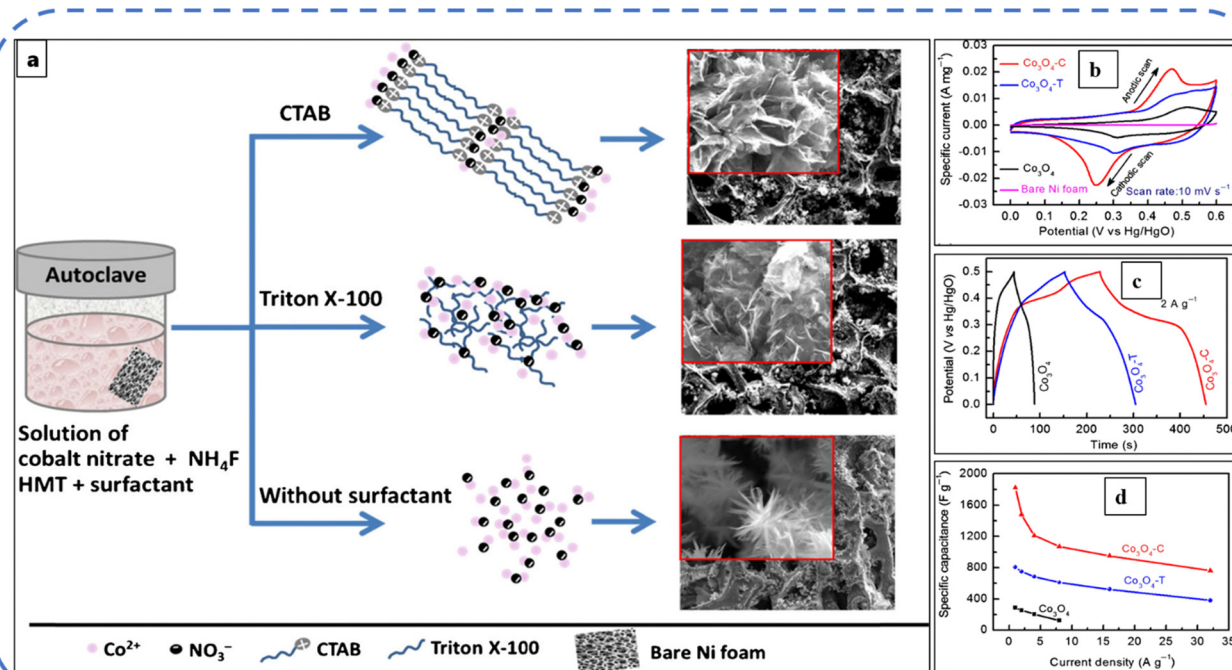 a
CTAB
Autoclave
Triton X-100
Solution of
cobalt nitrate + NH₄F
HMT + surfactant
Without surfactant
Co²⁺
NO₃⁻
CTAB
Triton X-100
Bare Ni foam
b
Specific current (A mg⁻¹)
0.03
0.02
0.01
0.00
-0.01
-0.02
-0.03
Co₃O₄-C
Co₃O₄-T
Anodic scan
Co₃O₄
Cathodic scan
Bare Ni foam
Scan rate:10 mV s⁻¹
0.0 0.1 0.2 0.3 0.4 0.5 0.6
Potential (V vs Hg/HgO)
c
Potential (V vs Hg/HgO)
0.5
0.4
0.3
0.2
0.1
0.0
2 A g⁻¹
Co₃O₄
Co₃O₄-T
Co₃O₄-C
0 100 200 300 400 500
Time (s)
d
Specific capacitance (F g⁻¹)
2000
1600
1200
800
400
0
Co₃O₄-C
Co₃O₄-T
Co₃O₄
0 5 10 15 20 25 30 35
Current density (A g⁻¹)